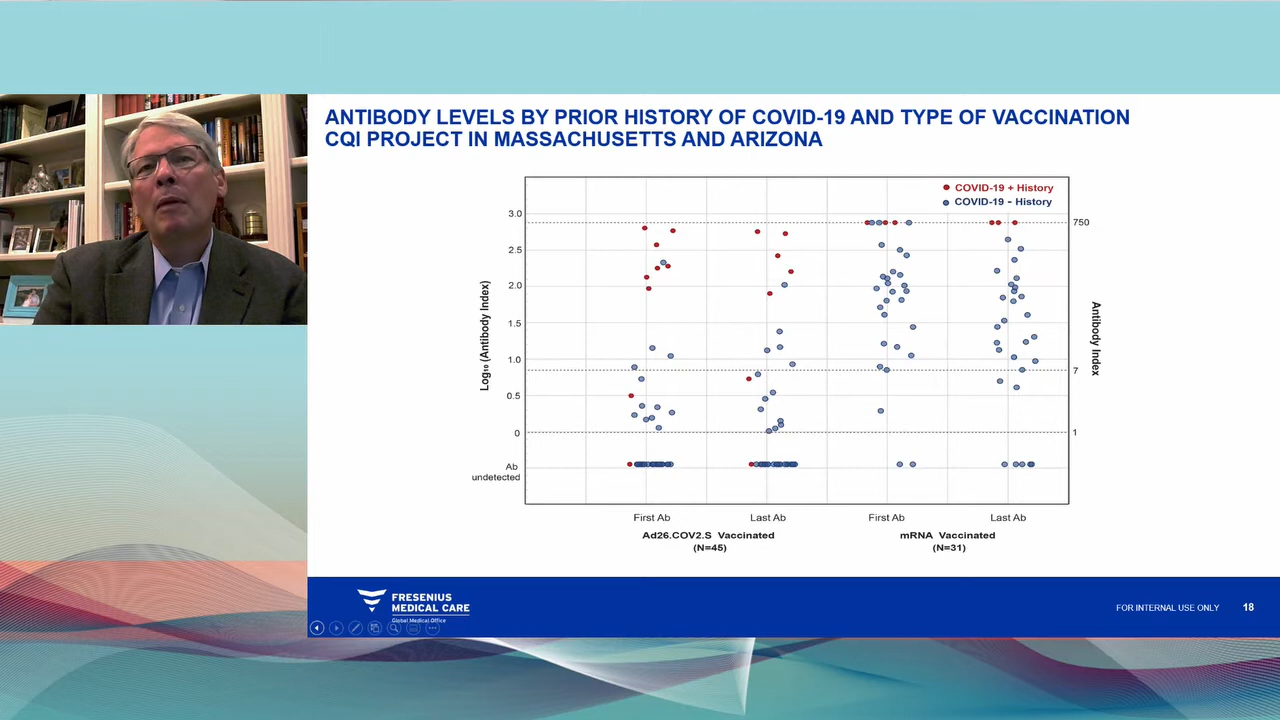 ANTIBODY LEVELS BY PRIOR HISTORY OF COVID-19 AND TYPE OF VACCINATION
CQI PROJECT IN MASSACHUSETTS AND ARIZONA
COVID-19 + History
COVID-19 - History
Log₁₀ (Antibody Index)
3.0
2.5
2.0
1.5
1.0
0.5
0
Ab
undetected
750
7
1
Antibody Index
First Ab
Last Ab
First Ab
Last Ab
Ad26.COV2.S Vaccinated
(N=45)
mRNA Vaccinated
(N=31)
FRESENIUS
MEDICAL CARE
Global Medical Office
FOR INTERNAL USE ONLY
18